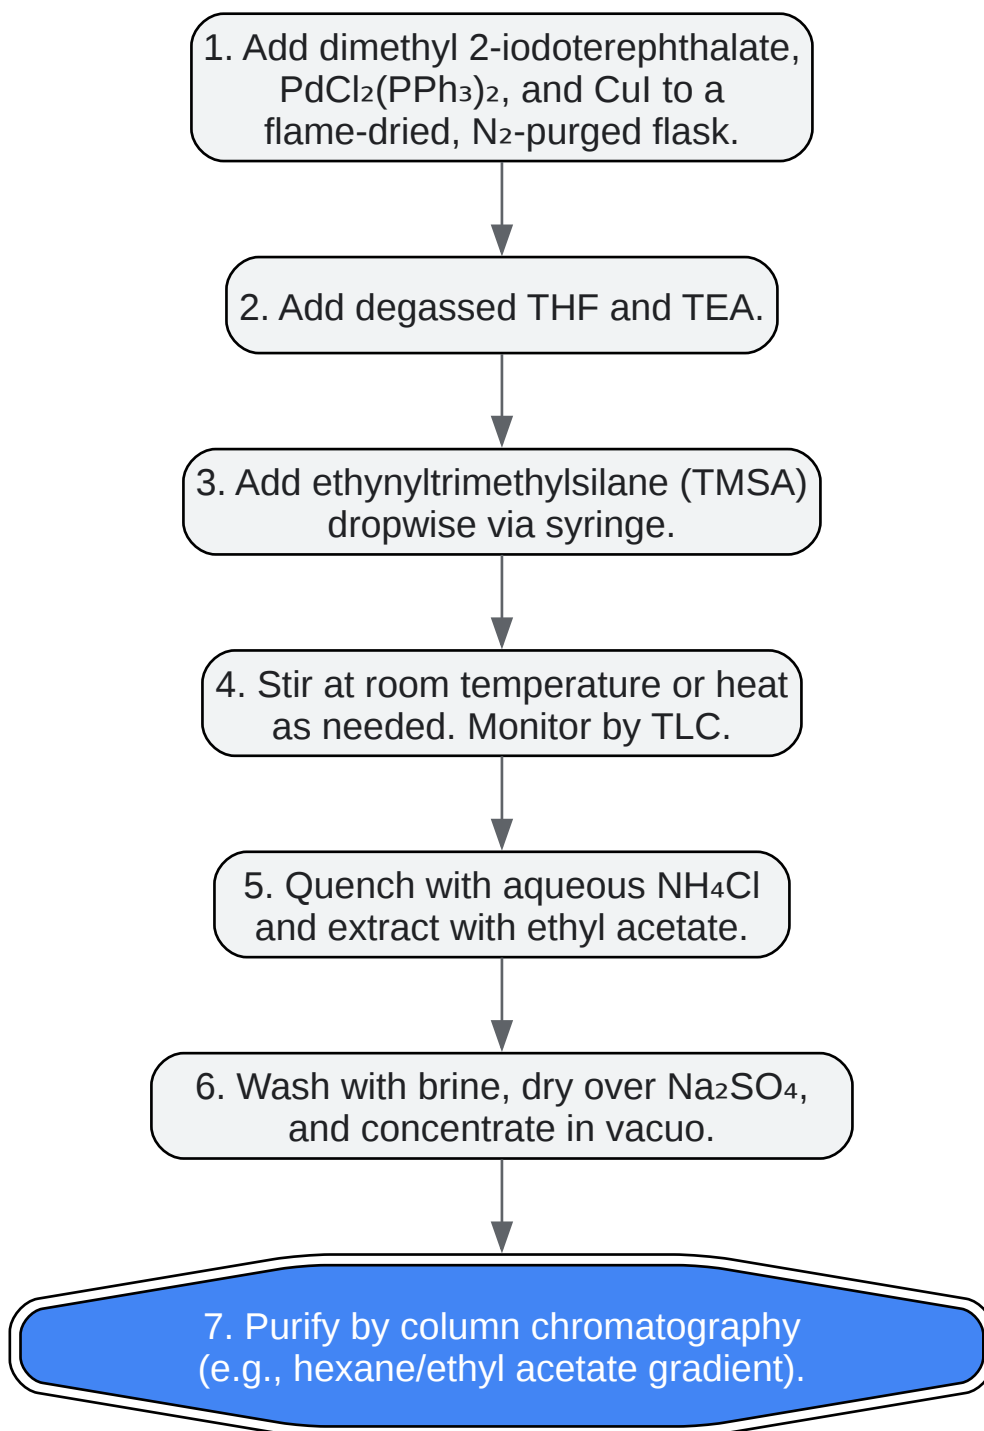 1. Add dimethyl 2-iodoterephthalate,
PdCl₂(PPh₃)₂, and CuI to a
flame-dried, N₂-purged flask.
2. Add degassed THF and TEA.
3. Add ethynyltrimethylsilane (TMSA)
dropwise via syringe.
4. Stir at room temperature or heat
as needed. Monitor by TLC.
5. Quench with aqueous NH₄Cl
and extract with ethyl acetate.
6. Wash with brine, dry over Na₂SO₄,
and concentrate in vacuo.
7. Purify by column chromatography
(e.g., hexane/ethyl acetate gradient).